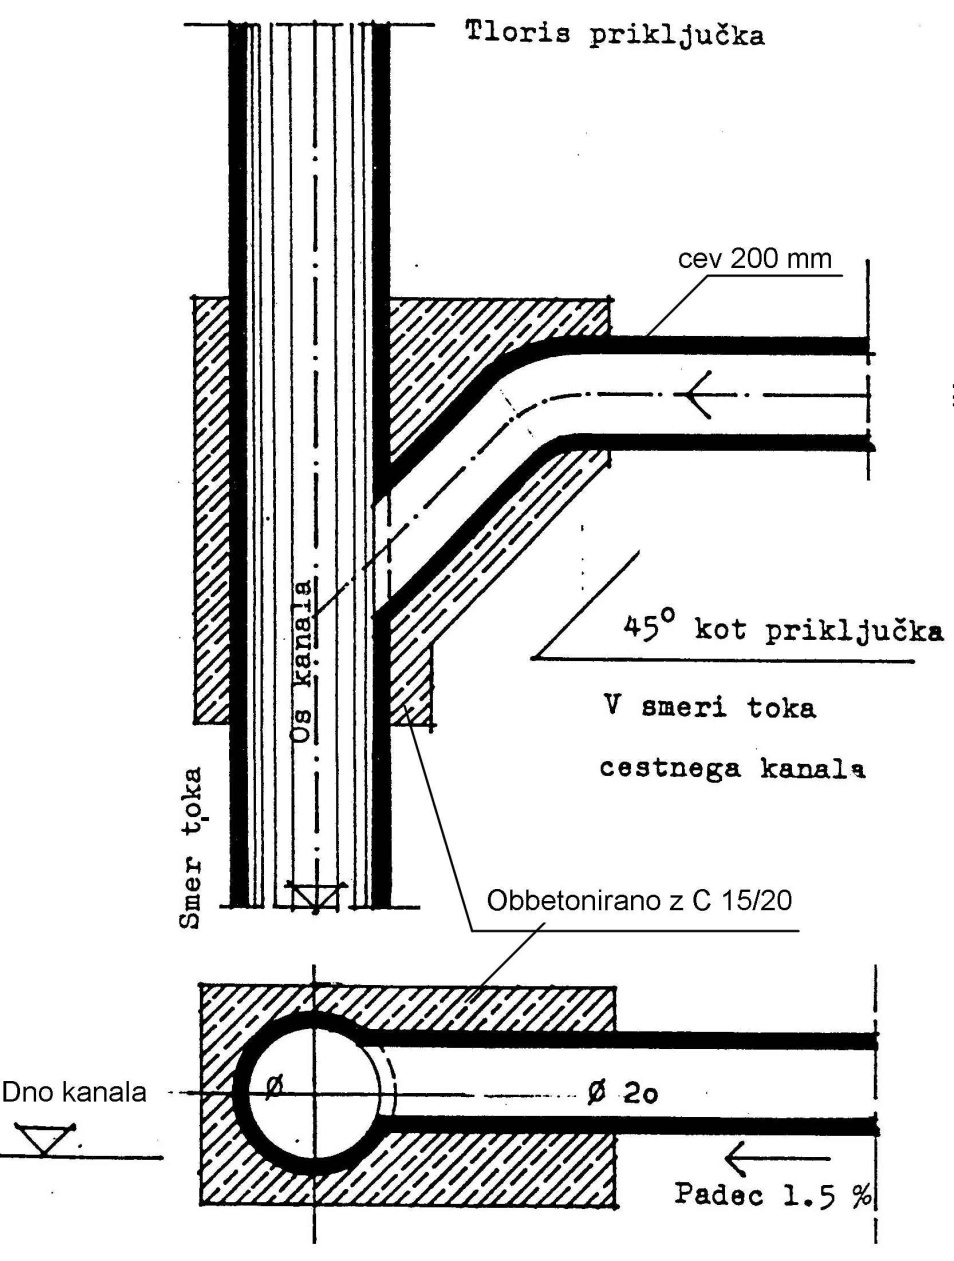 Tloris priključka
cev 200 mm
Os kanala
45° kot priključka
V smeri toka
cestnega kanala
Smer toka
Obbetonirano z C 15/20
Dno kanala
Ø
Ø 20
Padec 1.5 %